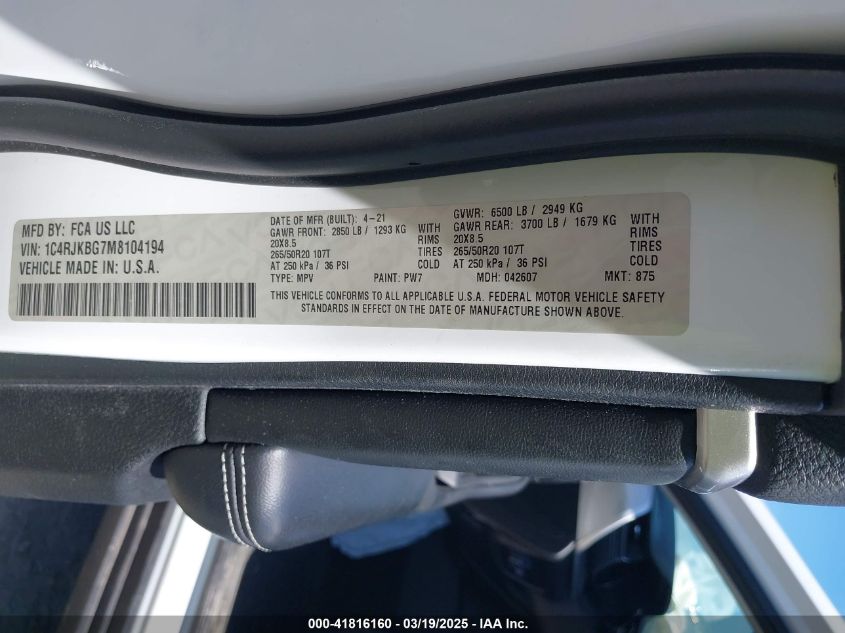 MFD BY: FCA US LLC
VIN: 1C4RJKBG7M8104194
VEHICLE MADE IN: U.S.A.
DATE OF MFR (BUILT): 4-21
GVWR: 6500 LB / 2949 KG
GAWR FRONT: 2850 LB / 1293 KG WITH
GAWR REAR: 3700 LB / 1679 KG WITH
20X8.5 RIMS
20X8.5 RIMS
265/50R20 107T TIRES
265/50R20 107T TIRES
AT 250 kPa / 36 PSI COLD
AT 250 kPa / 36 PSI COLD
TYPE: MPV PAINT: PW7 MDH: 042607 MKT: 875
THIS VEHICLE CONFORMS TO ALL APPLICABLE U.S.A. FEDERAL MOTOR VEHICLE SAFETY
STANDARDS IN EFFECT ON THE DATE OF MANUFACTURE SHOWN ABOVE.
000-41816160 - 03/19/2025 - IAA Inc.